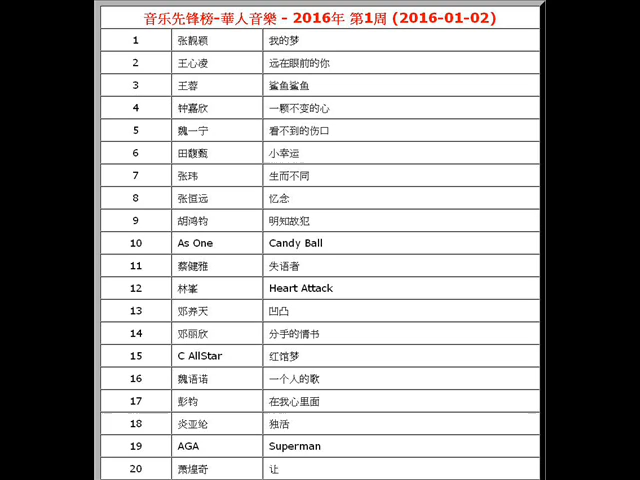 音乐先锋榜-華人音樂 - 2016年 第1周 (2016-01-02)
1 张靓颖 我的梦
2 王心凌 远在眼前的你
3 王蓉 鲨鱼鲨鱼
4 钟嘉欣 一颗不变的心
5 魏一宁 看不到的伤口
6 田馥甄 小幸运
7 张玮 生而不同
8 张恒远 忆念
9 胡鸿钧 明知故犯
10 As One Candy Ball
11 蔡健雅 失语者
12 林峯 Heart Attack
13 邓养天 凹凸
14 邓丽欣 分手的情书
15 C AllStar 红馆梦
16 魏语诺 一个人的歌
17 彭钧 在我心里面
18 炎亚纶 独活
19 AGA Superman
20 萧煌奇 让